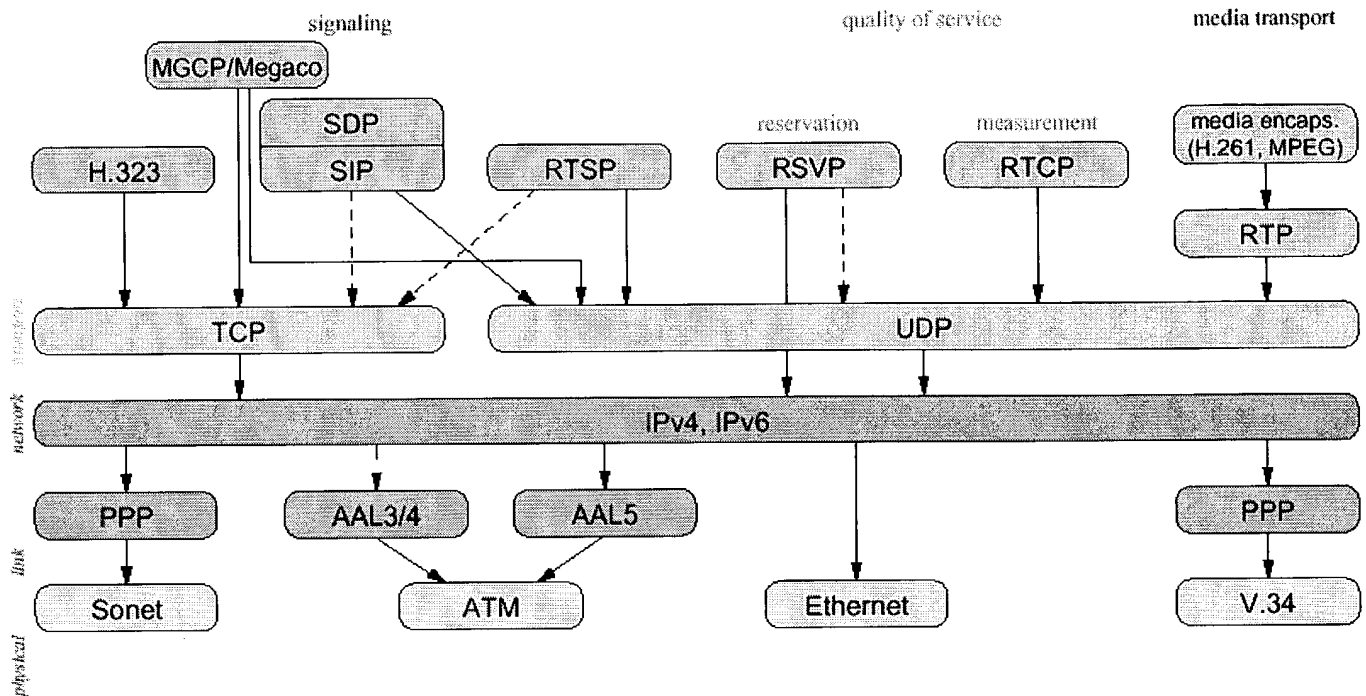 signaling
quality of service
media transport
MGCP/Megaco
SDP
SIP
H.323
RTSP
reservation
RSVP
measurement
RTCP
media encaps.
(H.261, MPEG)
RTP
TCP
UDP
network
IPv4, IPv6
PPP
AAL3/4
AAL5
PPP
link
Sonet
ATM
Ethernet
V.34
physical